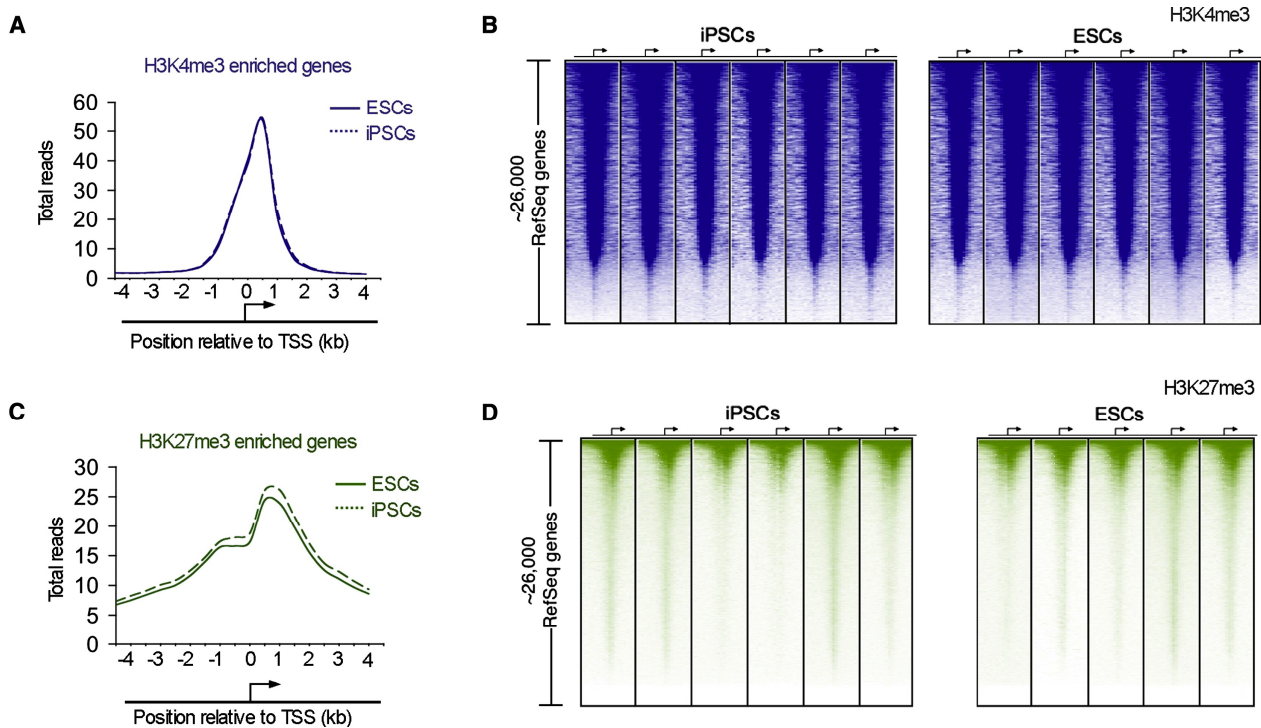 A
H3K4me3 enriched genes
60
50
40
30
20
10
0
Total reads
ESCs
iPSCs
-4 -3 -2 -1 0 1 2 3 4
Position relative to TSS (kb)
B
H3K4me3
iPSCs
ESCs
~26,000
RefSeq genes
C
H3K27me3 enriched genes
30
25
20
15
10
5
0
Total reads
ESCs
iPSCs
-4 -3 -2 -1 0 1 2 3 4
Position relative to TSS (kb)
D
H3K27me3
iPSCs
ESCs
~26,000
RefSeq genes